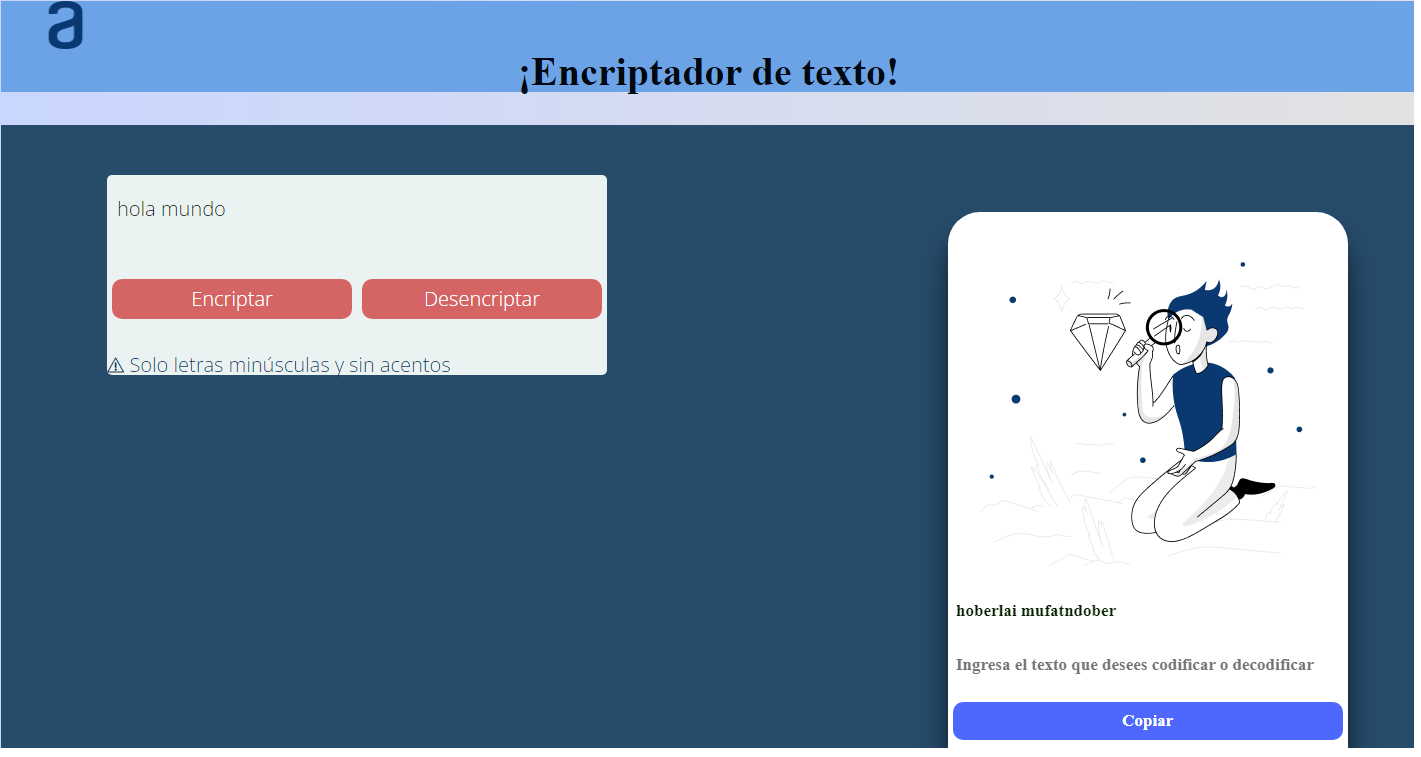 a
¡Encriptador de texto!
hola mundo
Encriptar
Desencriptar
⚠ Solo letras minúsculas y sin acentos
hoberlai mufatndober
Ingresa el texto que desees codificar o decodificar
Copiar